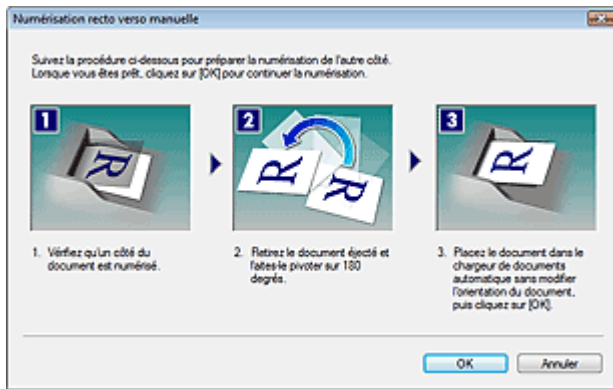 Numérisation recto verso manuelle
Suivez la procédure ci-dessous pour préparer la numérisation de l'autre côté.
Lorsque vous êtes prêt, cliquez sur [OK] pour continuer la numérisation.
1
2
3
R
R
R
R
1. Vérifiez qu'un côté du
document est numérisé.
2. Retirez le document éjecté et
faites-le pivoter sur 180
degrés.
3. Placez le document dans le
chargeur de documents
automatique sans modifier
l'orientation du document,
puis cliquez sur [OK].
OK
Annuler